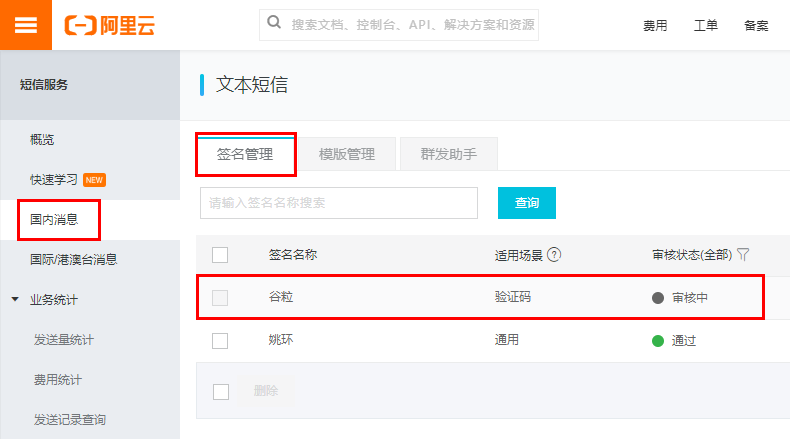 阿里云
搜索文档、控制台、API、解决方案和资源
费用 工单 备案
短信服务
概览
快速学习 NEW
国内消息
国际/港澳台消息
业务统计
发送量统计
费用统计
发送记录查询
文本短信
签名管理 模版管理 群发助手
请输入签名名称搜索 查询
签名名称 适用场景 ? 审核状态(全部)
谷粒 验证码 审核中
姚环 通用 通过
删除